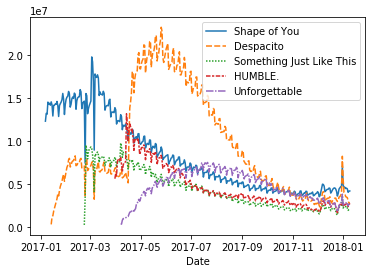 1e7
Shape of You
Despacito
Something Just Like This
HUMBLE.
Unforgettable
2.0
1.5
1.0
0.5
0.0
2017-01 2017-03 2017-05 2017-07 2017-09 2017-11 2018-01
Date